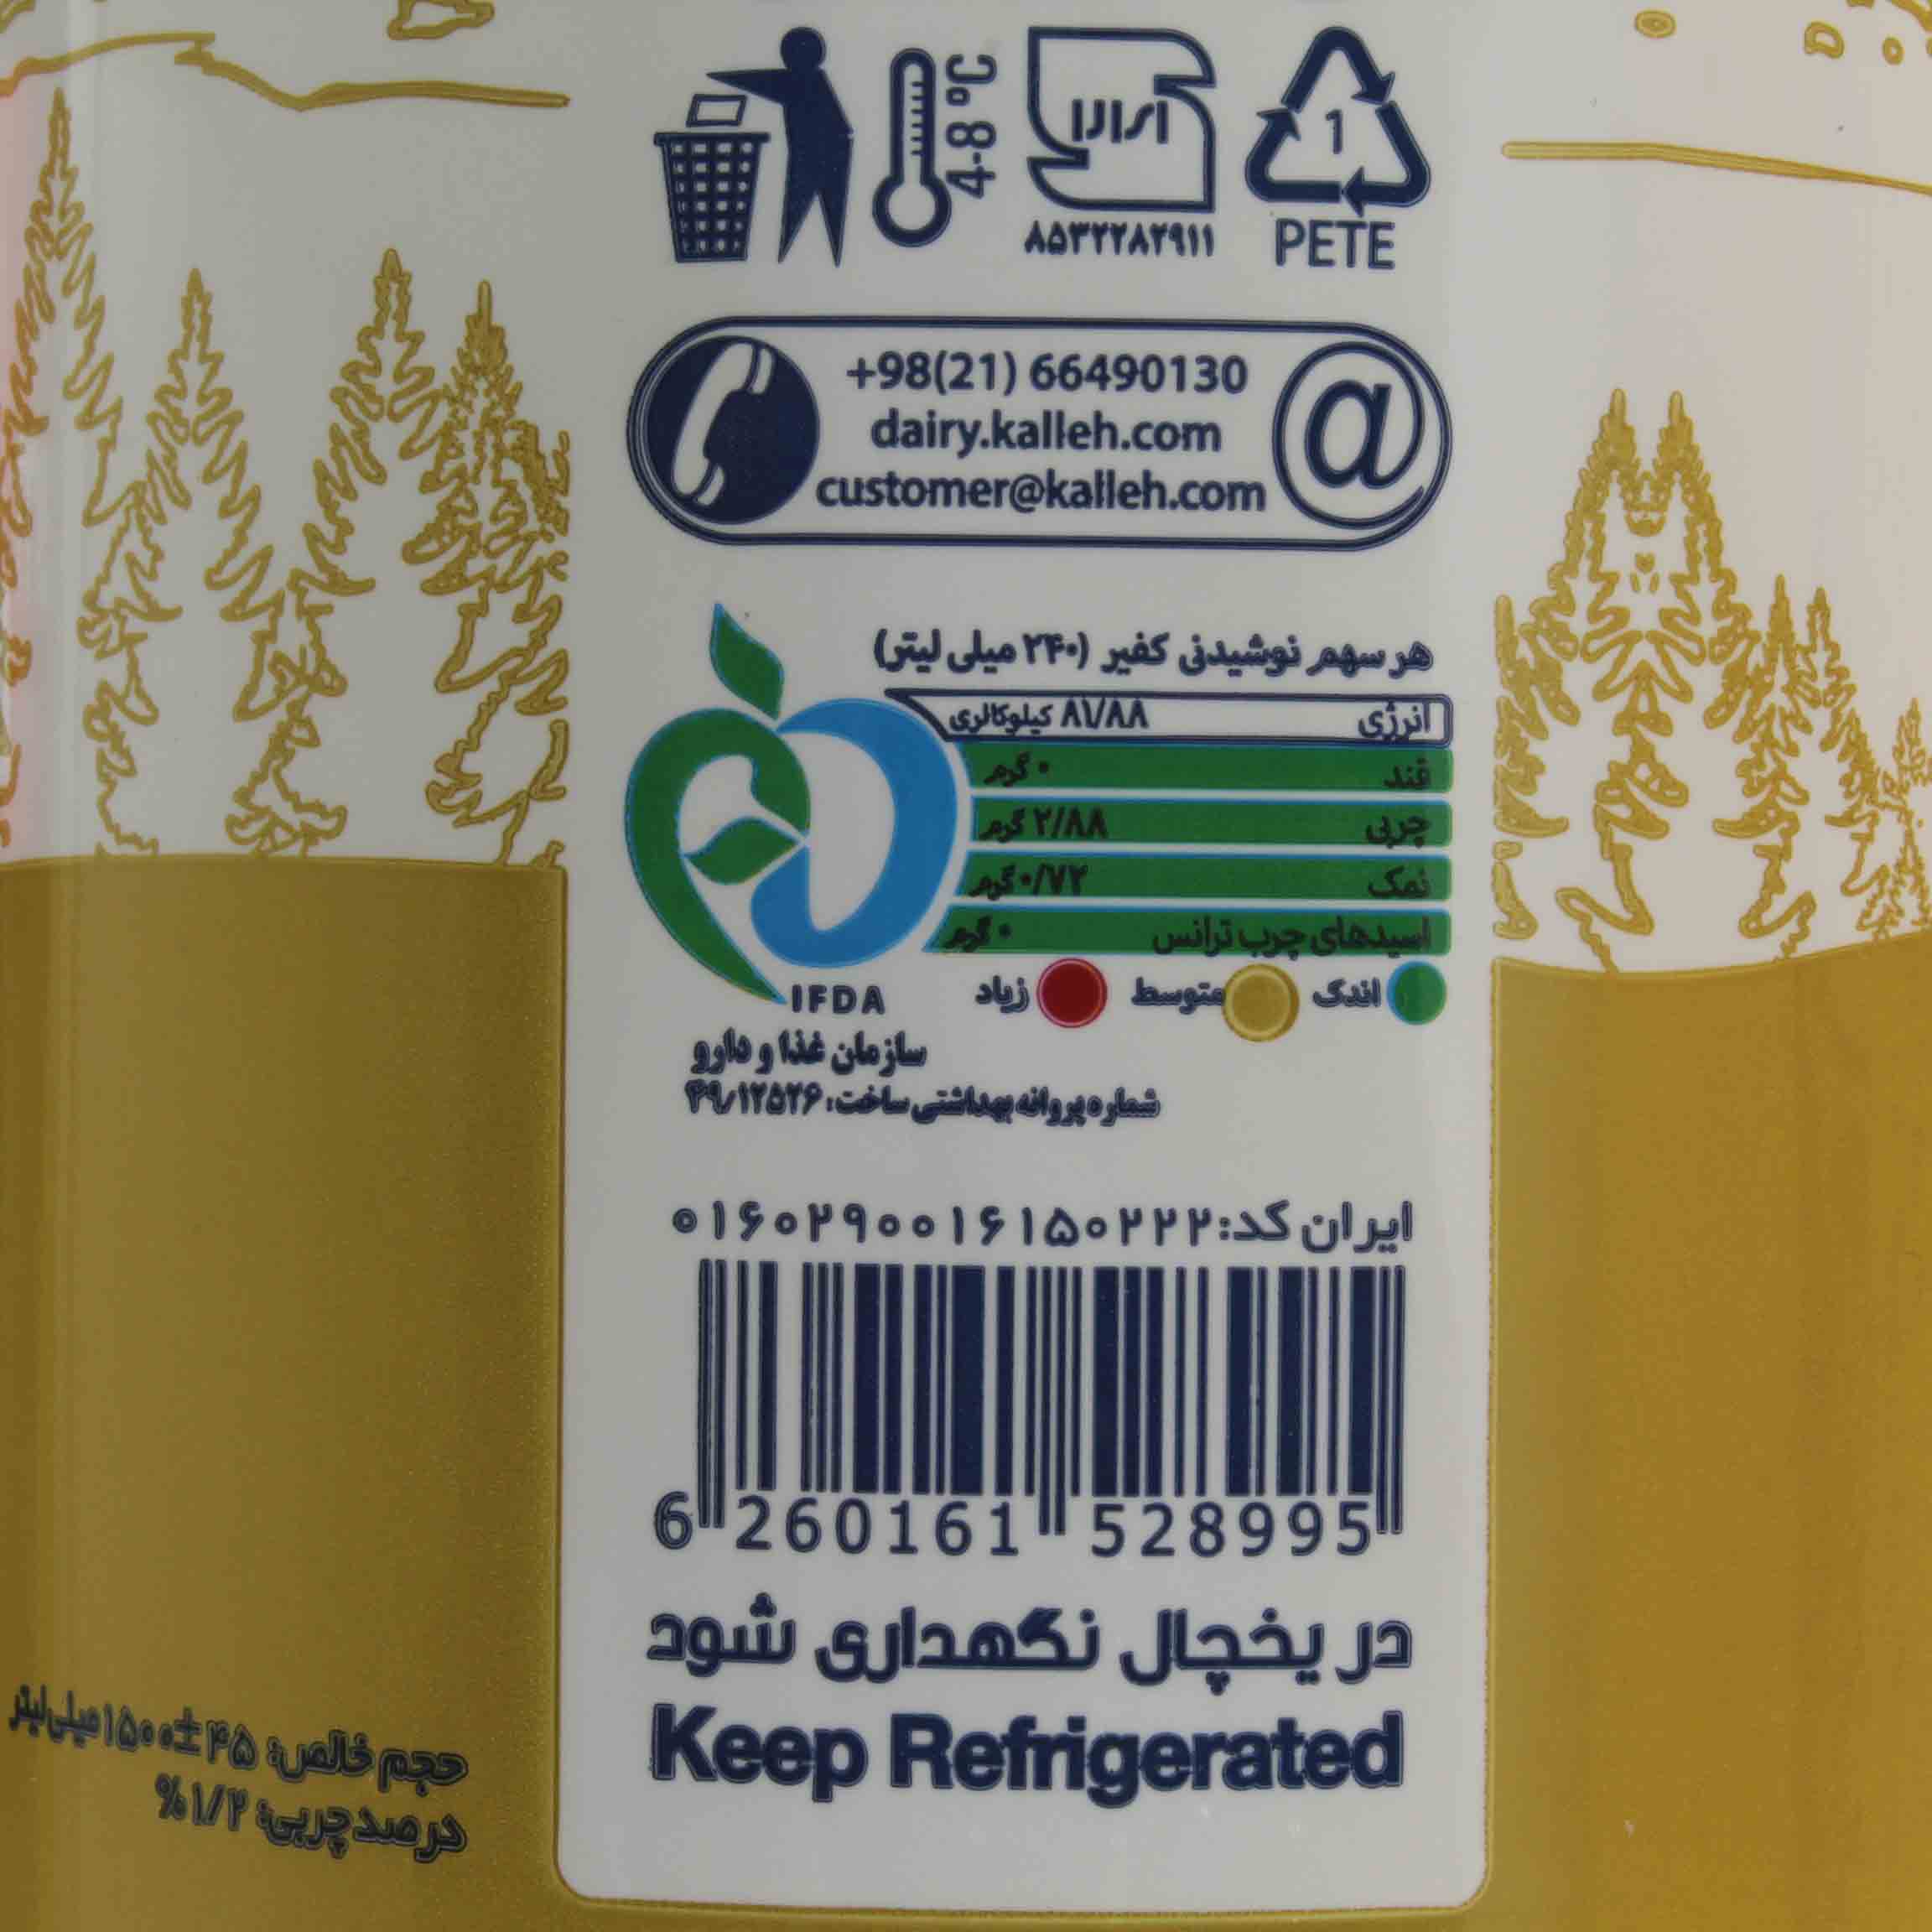 4-8 °C
۸۵۳۲۲۸۲۹۱۱
1
PETE
+98(21) 66490130
dairy.kalleh.com
customer@kalleh.com
هر سهم نوشیدنی کفیر (۲۴۰ میلی لیتر)
انرژی ۸۱/۸۸ کیلوکالری
قند ۰ گرم
چربی ۲/۸۸ گرم
نمک ۰/۷۲ گرم
اسیدهای چرب ترانس ۰ گرم
اندک متوسط زیاد
IFDA
سازمان غذا و دارو
شماره پروانه بهداشتی ساخت: ۴۹/۱۲۵۲۶
ایران کد: ۰۱۶۰۲۹۰۰۱۶۱۵۰۲۲۲
6 260161 528995
در یخچال نگهداری شود
Keep Refrigerated
حجم خالص: ۴۵±۱۵۰۰ میلی لیتر
درصد چربی: ۱/۲%